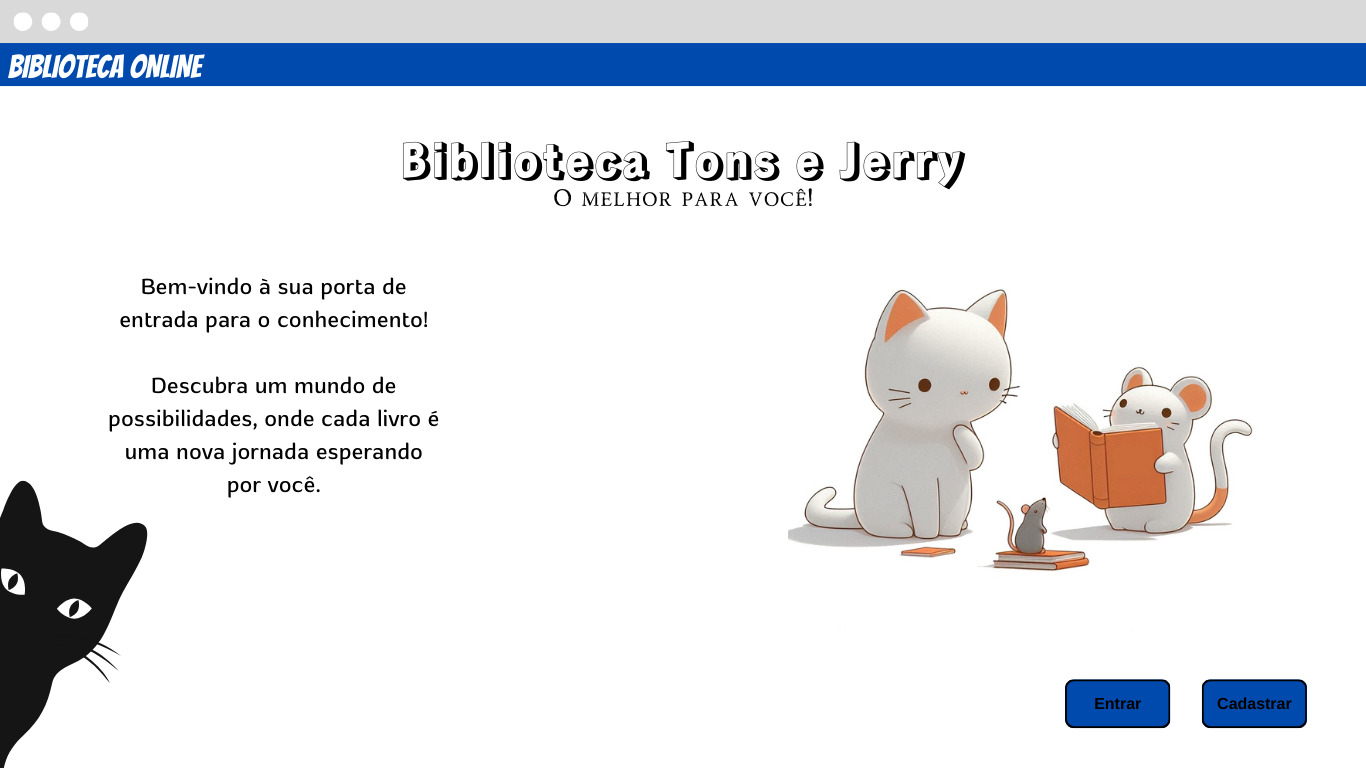 BIBLIOTECA ONLINE
Biblioteca Tons e Jerry
O MELHOR PARA VOCÊ!
Bem-vindo à sua porta de
entrada para o conhecimento!
Descubra um mundo de
possibilidades, onde cada livro é
uma nova jornada esperando
por você.
Entrar
Cadastrar